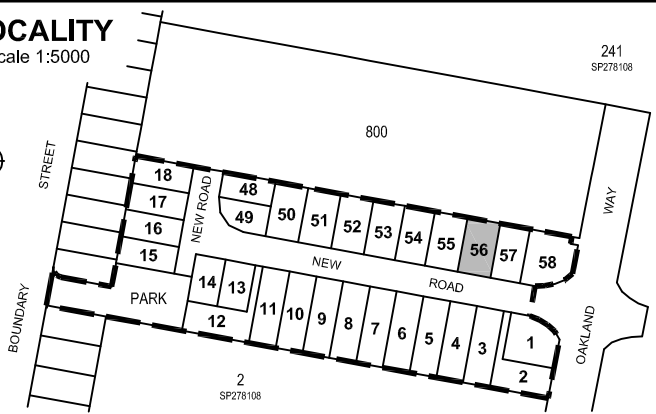 OCALITY
cale 1:5000
241
SP278108
800
STREET
WAY
18
17
16
15
NEW ROAD
48
49
50
51
52
53
54
55
56
57
58
NEW
ROAD
PARK
14
13
12
11
10
9
8
7
6
5
4
3
1
2
BOUNDARY
OAKLAND
2
SP278108